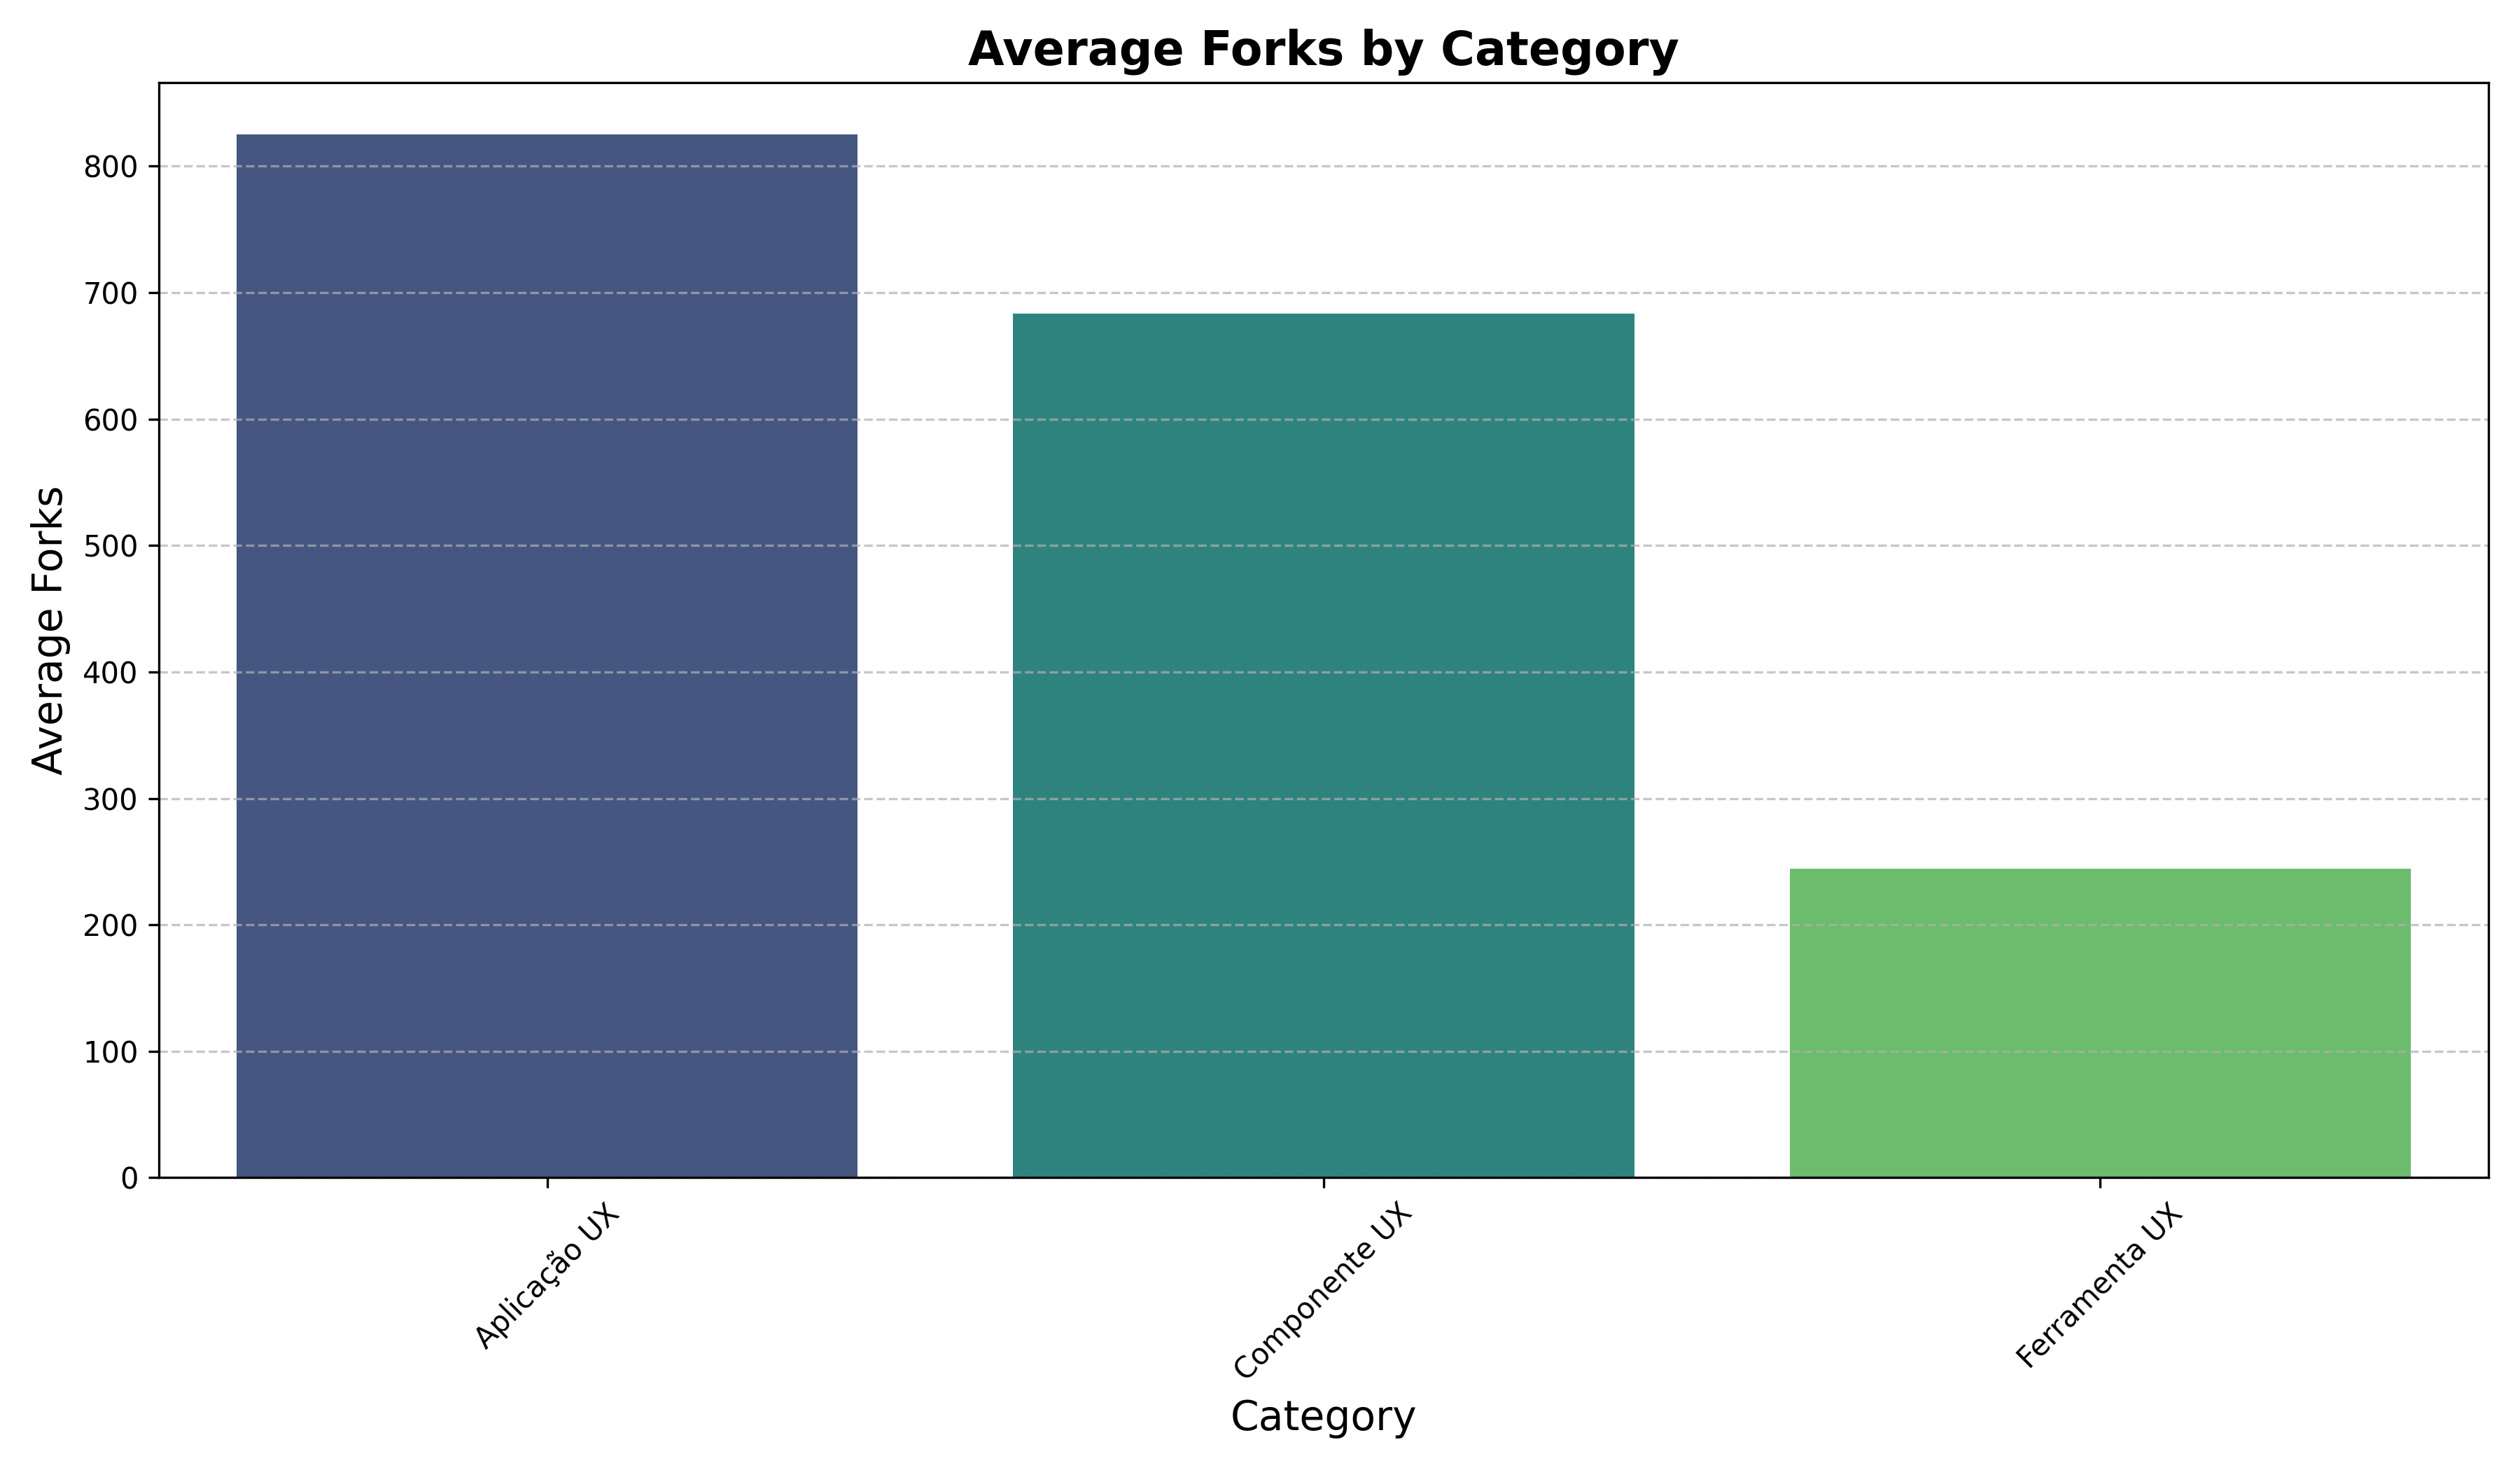 Average Forks by Category
Average Forks
800
700
600
500
400
300
200
100
0
Aplicação UX
Componente UX
Ferramenta UX
Category